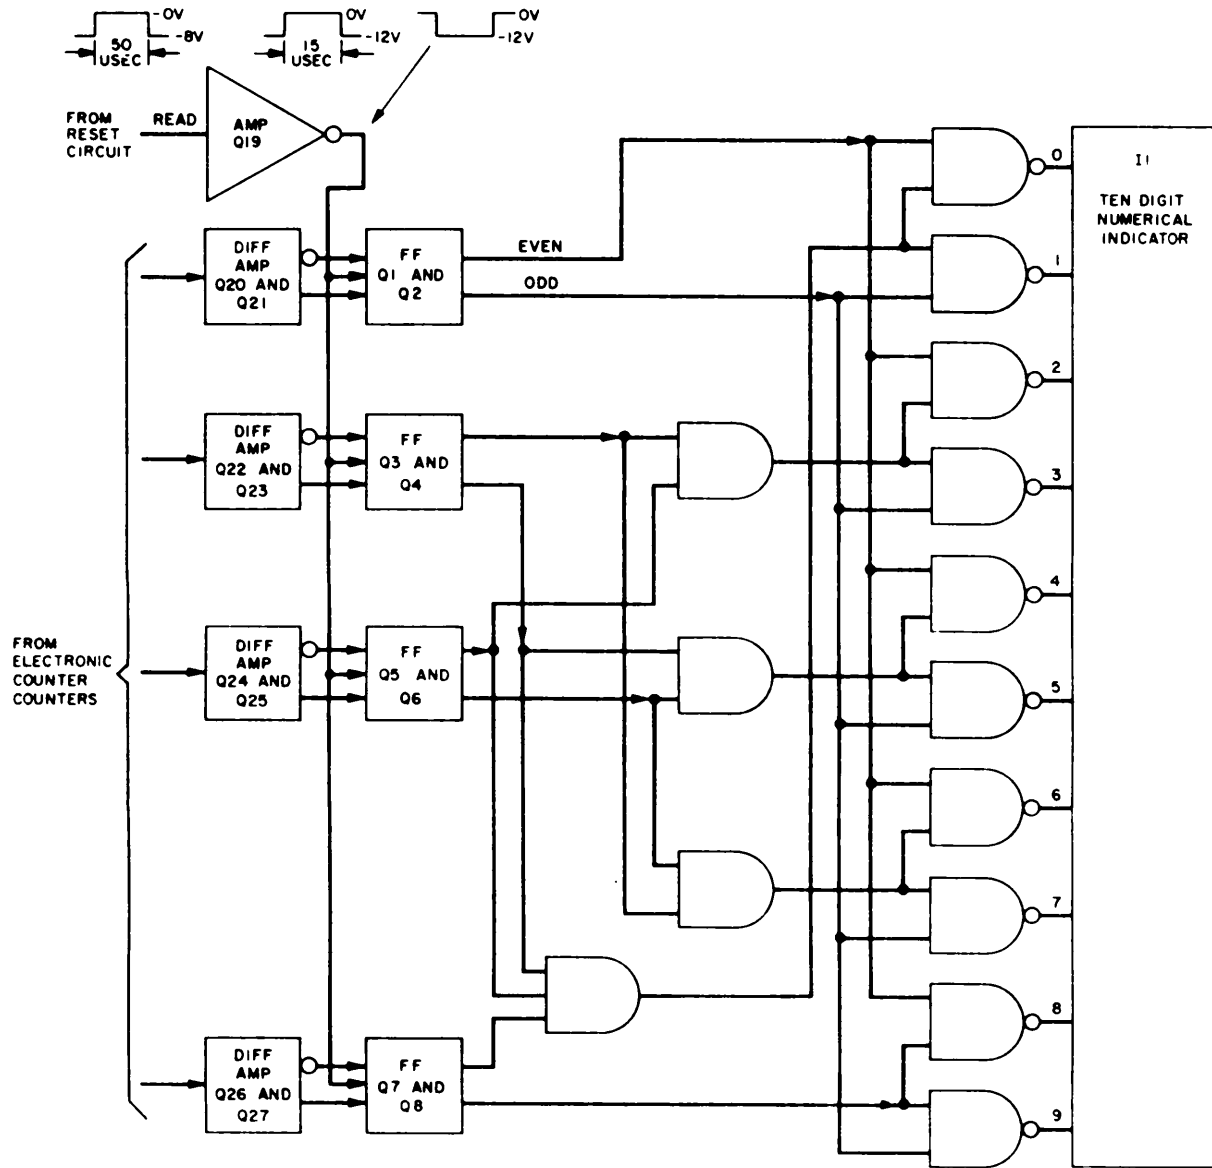 -0V
-8V
50
USEC
0V
-12V
15
USEC
0V
-12V
FROM
RESET
CIRCUIT
READ
AMP
Q19
DIFF
AMP
Q20 AND
Q21
FF
Q1 AND
Q2
EVEN
ODD
DIFF
AMP
Q22 AND
Q23
FF
Q3 AND
Q4
FROM
ELECTRONIC
COUNTER
COUNTERS
DIFF
AMP
Q24 AND
Q25
FF
Q5 AND
Q6
DIFF
AMP
Q26 AND
Q27
FF
Q7 AND
Q8
0
1
2
3
4
5
6
7
8
9
I1
TEN DIGIT
NUMERICAL
INDICATOR